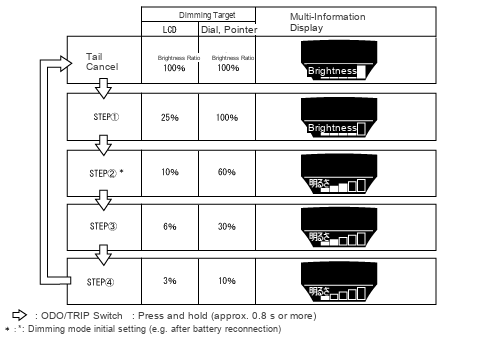 Dimming Target
Multi-Information
Display
LCD
Dial, Pointer
Tail
Cancel
Brightness Ratio
100%
Brightness Ratio
100%
Brightness
STEP①
25%
100%
Brightness
STEP② *
10%
60%
明るさ
STEP③
6%
30%
明るさ
STEP④
3%
10%
明るさ
: ODO/TRIP Switch : Press and hold (approx. 0.8 s or more)
* : *: Dimming mode initial setting (e.g. after battery reconnection)